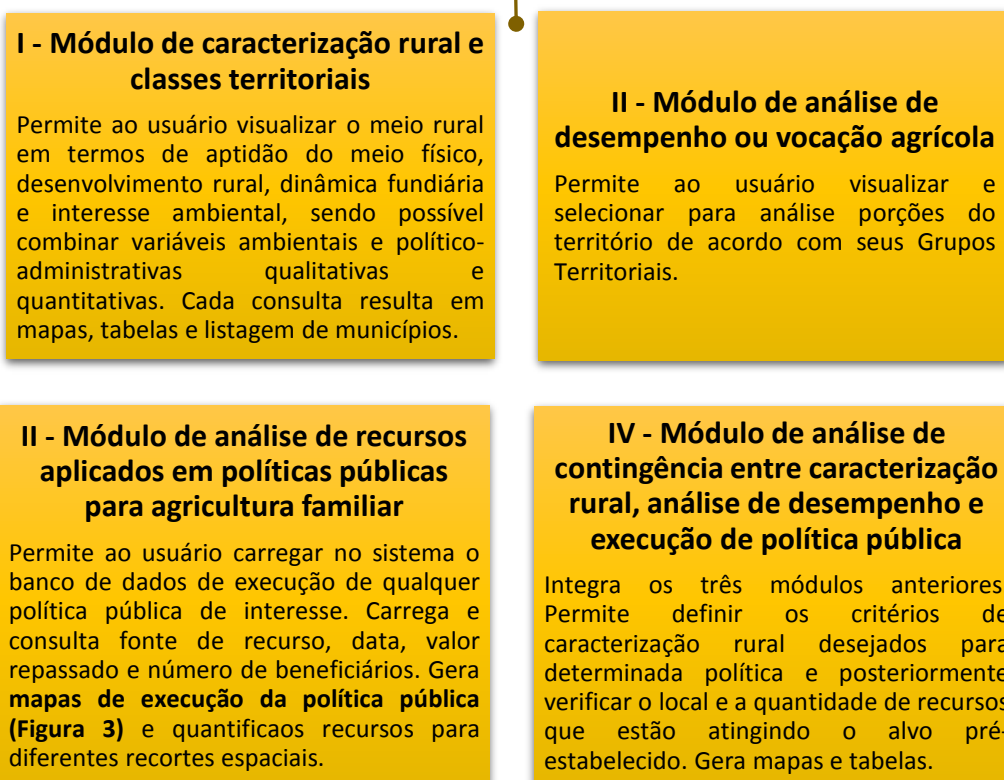 I - Módulo de caracterização rural e
classes territoriais
Permite ao usuário visualizar o meio rural
em termos de aptidão do meio físico,
desenvolvimento rural, dinâmica fundiária
e interesse ambiental, sendo possível
combinar variáveis ambientais e político-
administrativas qualitativas e
quantitativas. Cada consulta resulta em
mapas, tabelas e listagem de municípios.
II - Módulo de análise de
desempenho ou vocação agrícola
Permite ao usuário visualizar e
selecionar para análise porções do
território de acordo com seus Grupos
Territoriais.
II - Módulo de análise de recursos
aplicados em políticas públicas
para agricultura familiar
Permite ao usuário carregar no sistema o
banco de dados de execução de qualquer
política pública de interesse. Carrega e
consulta fonte de recurso, data, valor
repassado e número de beneficiários. Gera
mapas de execução da política pública
(Figura 3) e quantificaos recursos para
diferentes recortes espaciais.
IV - Módulo de análise de
contingência entre caracterização
rural, análise de desempenho e
execução de política pública
Integra os três módulos anteriores
Permite definir os critérios de
caracterização rural desejados para
determinada política e posteriormente
verificar o local e a quantidade de recursos
que estão atingindo o alvo pré-
estabelecido. Gera mapas e tabelas.